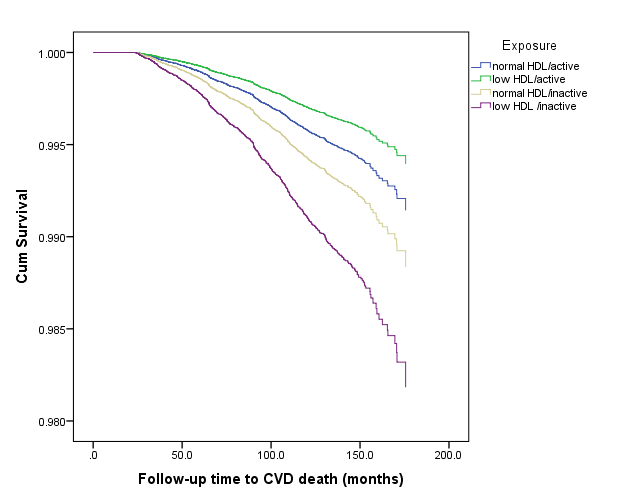 Exposure
normal HDL/active
low HDL/active
normal HDL/inactive
low HDL /inactive
Cum Survival
1.000
0.995
0.990
0.985
0.980
.0 50.0 100.0 150.0 200.0
Follow-up time to CVD death (months)